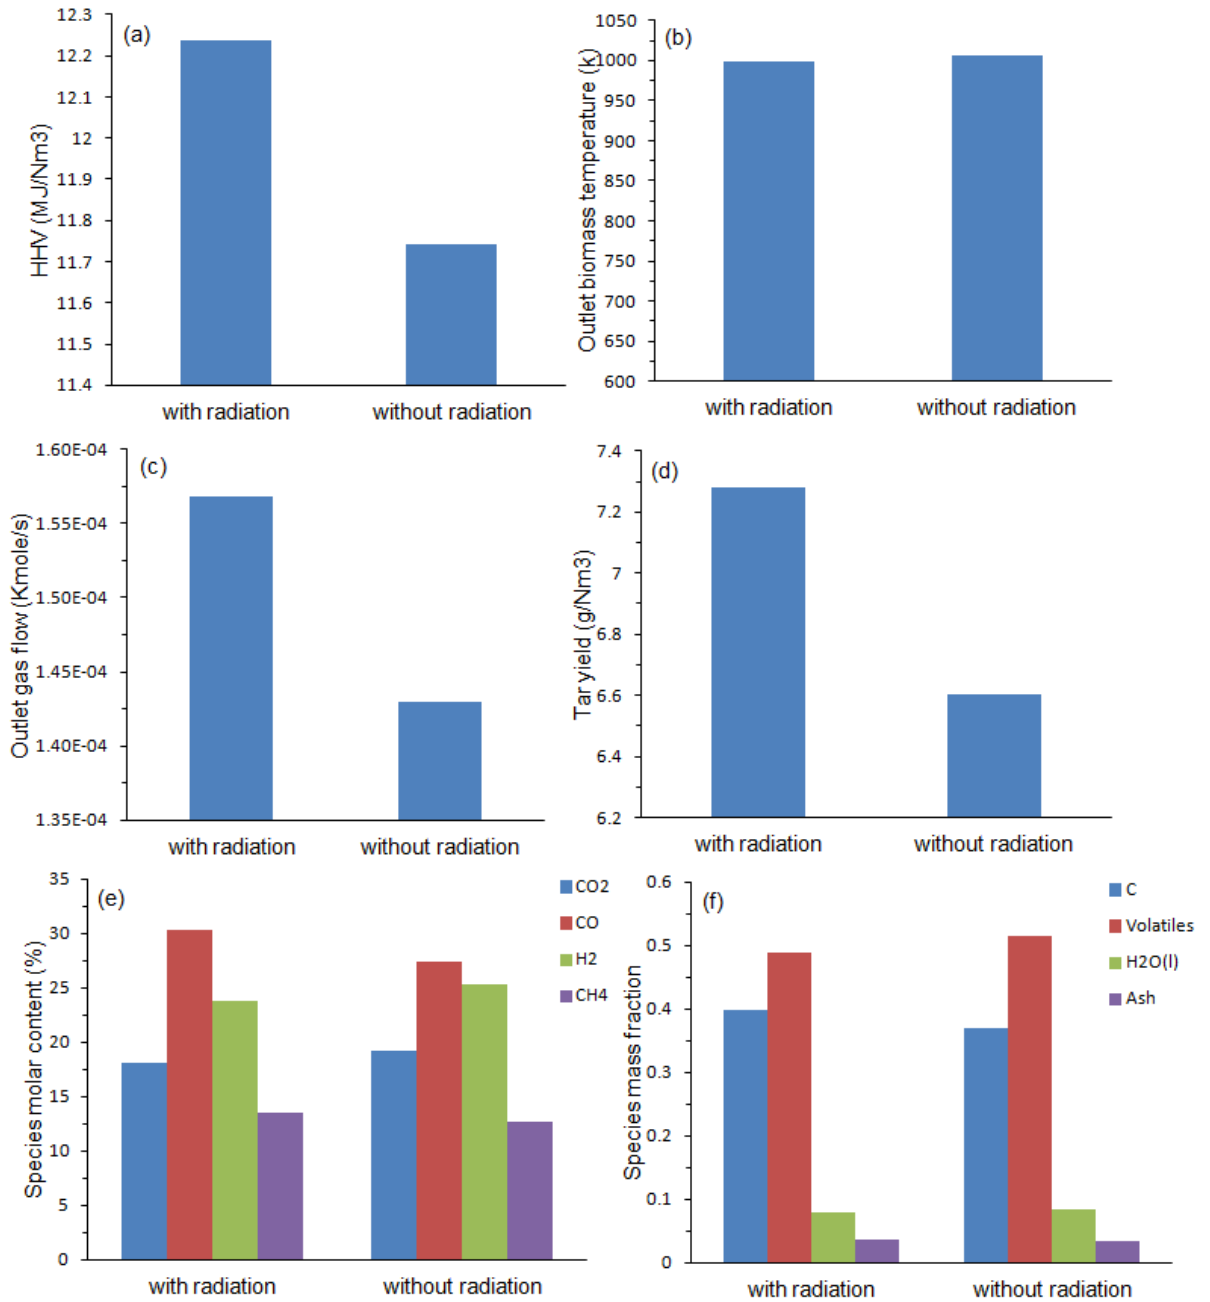 (a)
HHV (MJ/Nm3)
12.3
12.2
12.1
12
11.9
11.8
11.7
11.6
11.5
11.4
with radiation
without radiation
(b)
Outlet biomass temperature (k)
1050
1000
950
900
850
800
750
700
650
600
with radiation
without radiation
(c)
Outlet gas flow (Kmole/s)
1.60E-04
1.55E-04
1.50E-04
1.45E-04
1.40E-04
1.35E-04
with radiation
without radiation
(d)
Tar yield (g/Nm3)
7.4
7.2
7
6.8
6.6
6.4
6.2
with radiation
without radiation
(e)
Species molar content (%)
35
30
25
20
15
10
5
0
CO2
CO
H2
CH4
with radiation
without radiation
(f)
Species mass fraction
0.6
0.5
0.4
0.3
0.2
0.1
0
C
Volatiles
H2O(l)
Ash
with radiation
without radiation